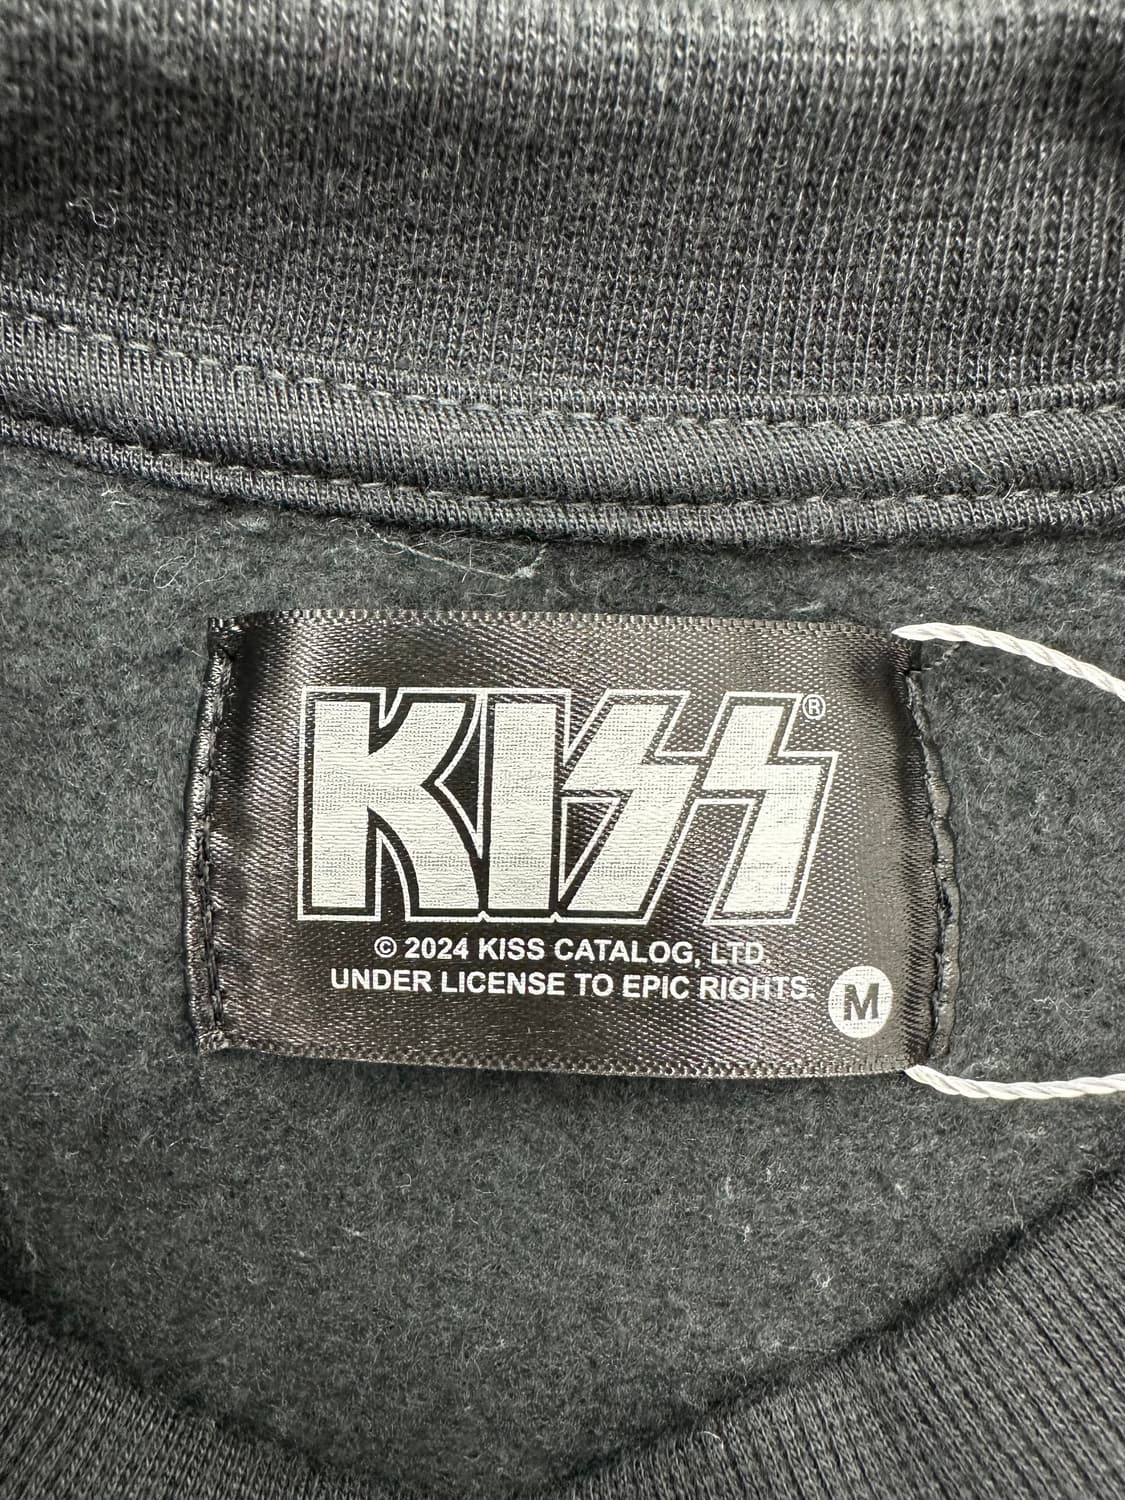 KISS®
© 2024 KISS CATALOG, LTD.
UNDER LICENSE TO EPIC RIGHTS.
M